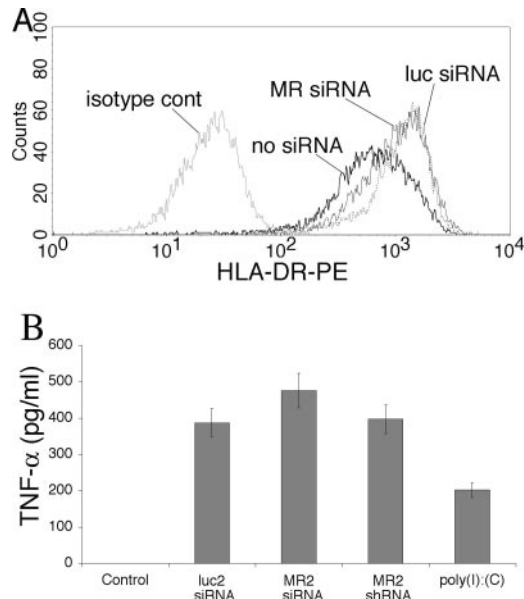 A
100
80
60
40
20
0
Counts
isotype cont
MR siRNA
luc siRNA
no siRNA
10^0
10^1
10^2
10^3
10^4
HLA-DR-PE
B
600
500
400
300
200
100
0
TNF-α (pg/ml)
Control
luc2
siRNA
MR2
siRNA
MR2
shRNA
poly(I):(C)